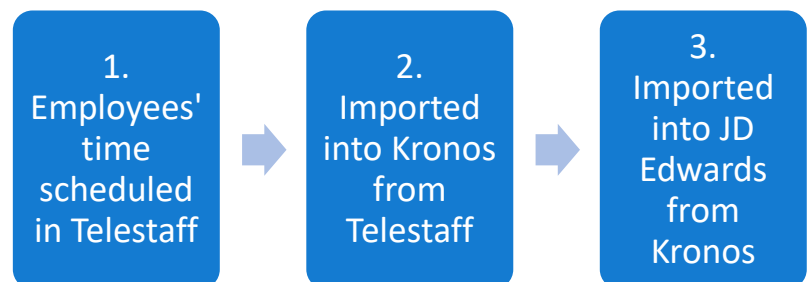 1.
Employees'
time
scheduled
in Telestaff
2.
Imported
into Kronos
from
Telestaff
3.
Imported
into JD
Edwards
from
Kronos